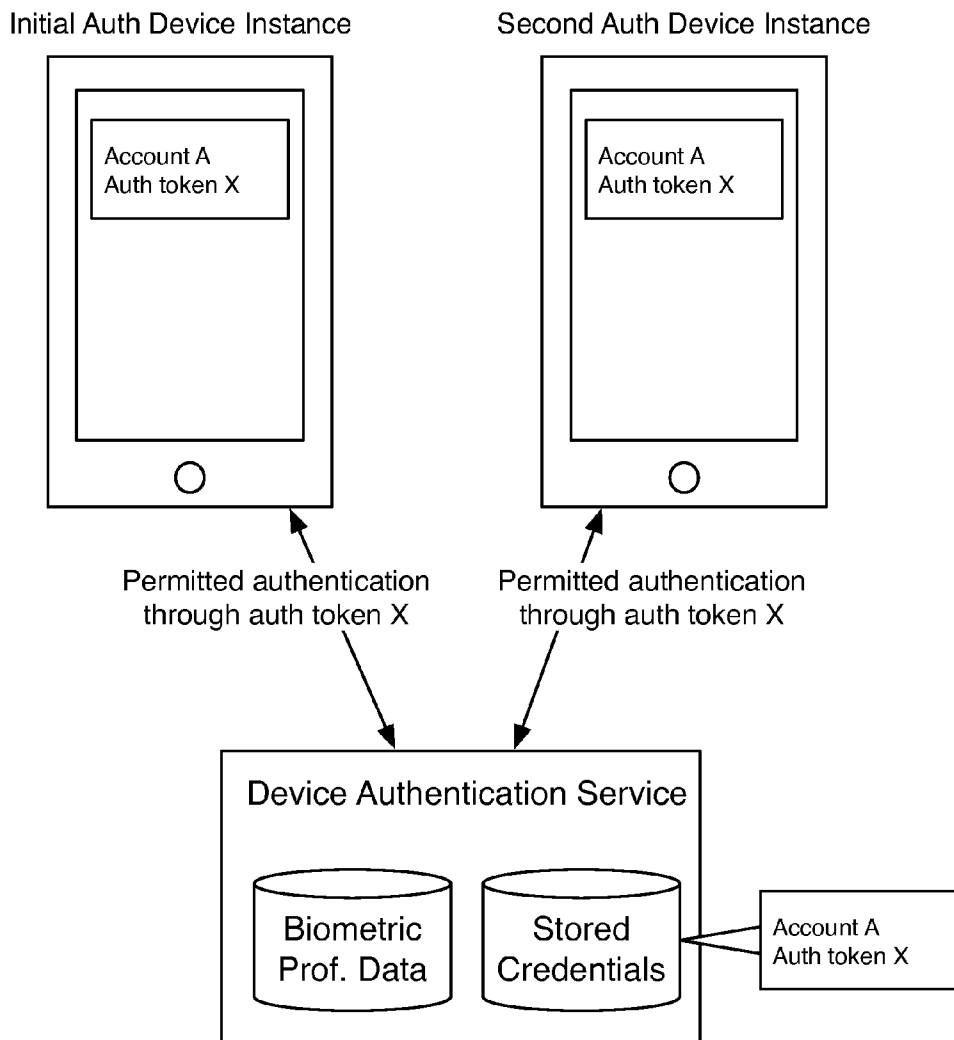 Initial Auth Device Instance
Second Auth Device Instance
Account A
Auth token X
Account A
Auth token X
Permitted authentication
through auth token X
Permitted authentication
through auth token X
Device Authentication Service
Biometric
Prof. Data
Stored
Credentials
Account A
Auth token X